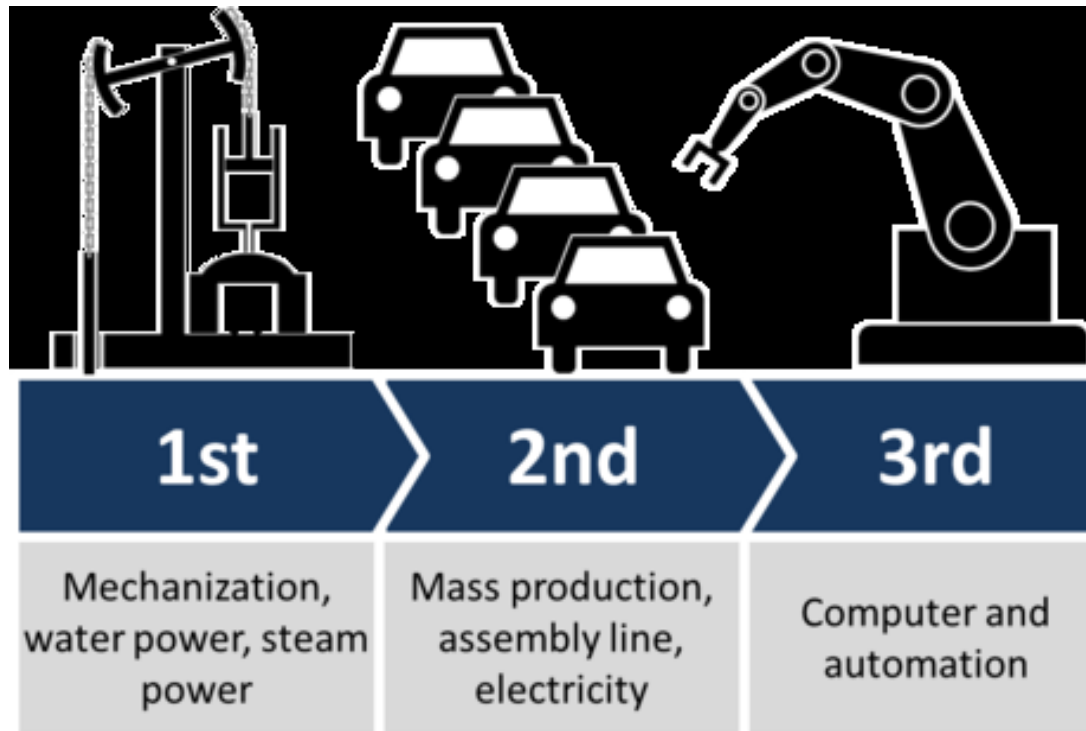 1st
2nd
3rd
Mechanization,
water power, steam
power
Mass production,
assembly line,
electricity
Computer and
automation